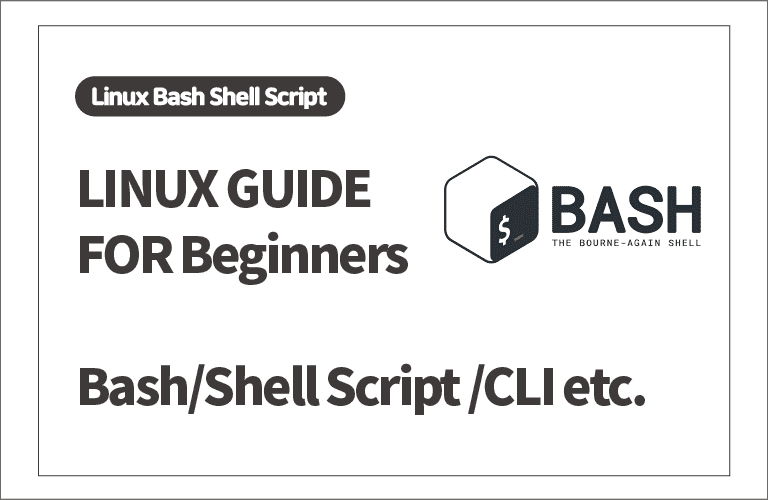 Linux Bash Shell Script
LINUX GUIDE
FOR Beginners
$
BASH
THE BOURNE-AGAIN SHELL
Bash/Shell Script /CLI etc.